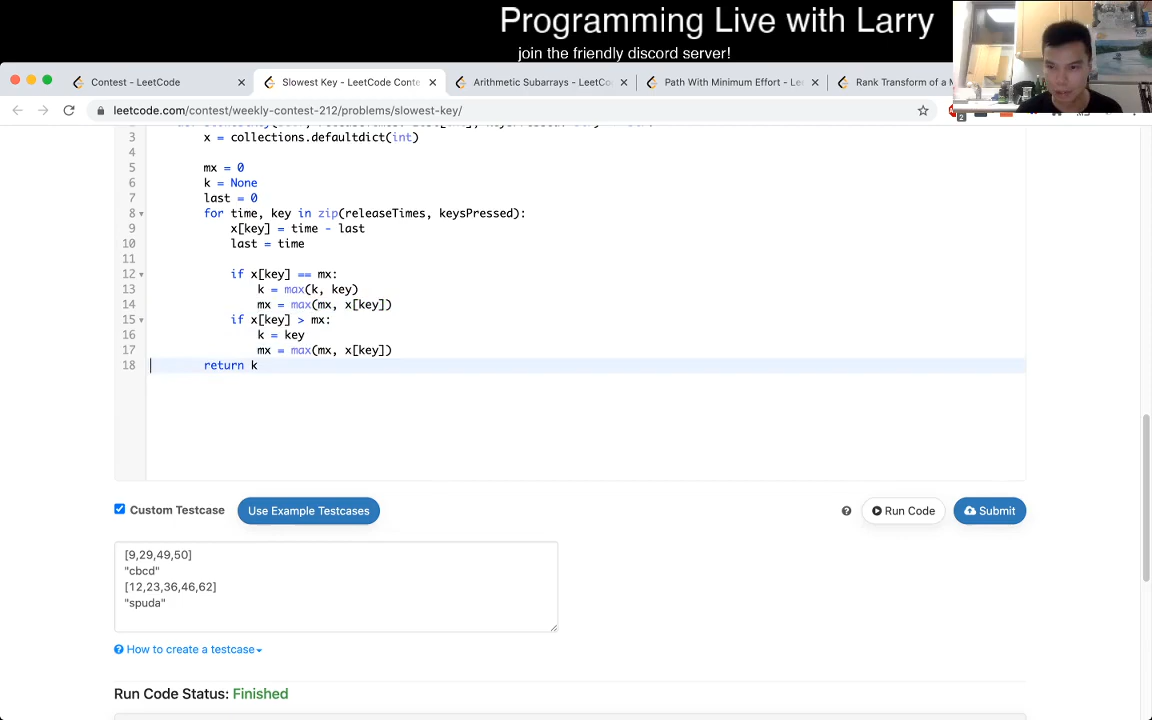 Programming Live with Larry
join the friendly discord server!
Contest - LeetCode
Slowest Key - LeetCode Conte
Arithmetic Subarrays - LeetCo
Path With Minimum Effort - Le
Rank Transform of a M
leetcode.com/contest/weekly-contest-212/problems/slowest-key/
2
3 x = collections.defaultdict(int)
4
5 mx = 0
6 k = None
7 last = 0
8 for time, key in zip(releaseTimes, keysPressed):
9 x[key] = time - last
10 last = time
11
12 if x[key] == mx:
13 k = max(k, key)
14 mx = max(mx, x[key])
15 if x[key] > mx:
16 k = key
17 mx = max(mx, x[key])
18 return k
Custom Testcase
Use Example Testcases
Run Code
Submit
[9,29,49,50]
"cbcd"
[12,23,36,46,62]
"spuda"
How to create a testcase
Run Code Status: Finished